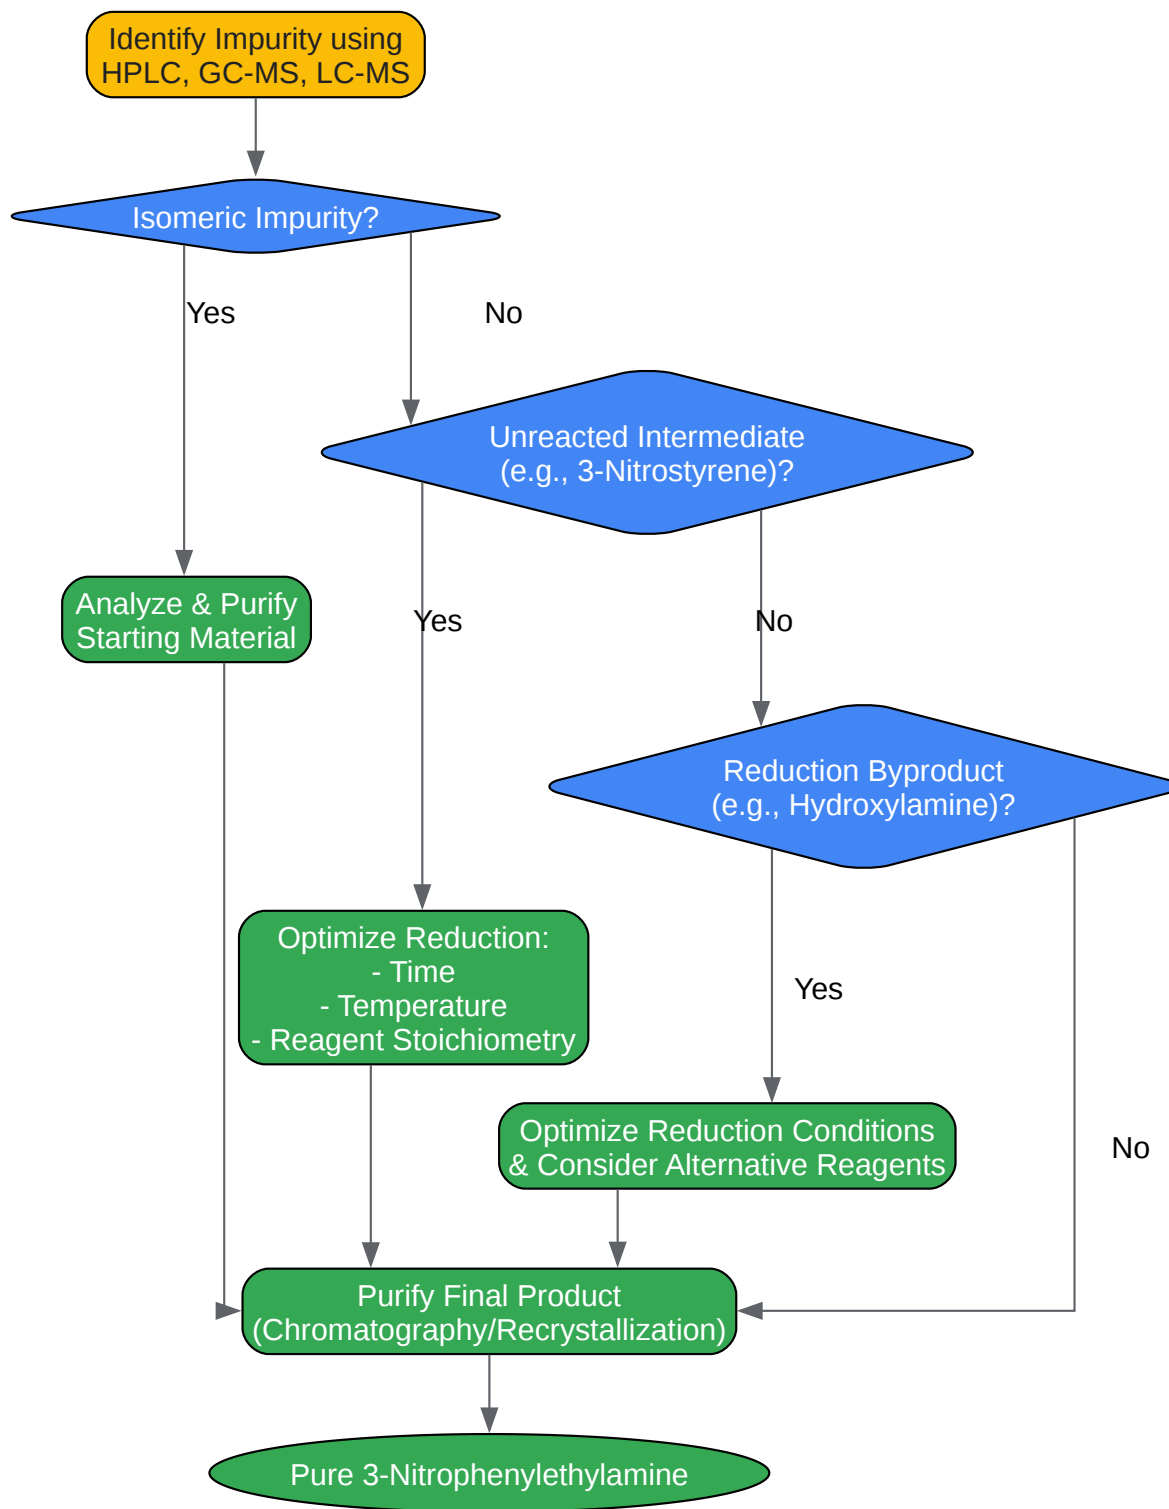 Identify Impurity using
HPLC, GC-MS, LC-MS
Isomeric Impurity?
Yes
No
Unreacted Intermediate
(e.g., 3-Nitrostyrene)?
Analyze & Purify
Starting Material
Yes
No
Reduction Byproduct
(e.g., Hydroxylamine)?
Optimize Reduction:
- Time
- Temperature
- Reagent Stoichiometry
Yes
Optimize Reduction Conditions
& Consider Alternative Reagents
No
Purify Final Product
(Chromatography/Recrystallization)
Pure 3-Nitrophenylethylamine